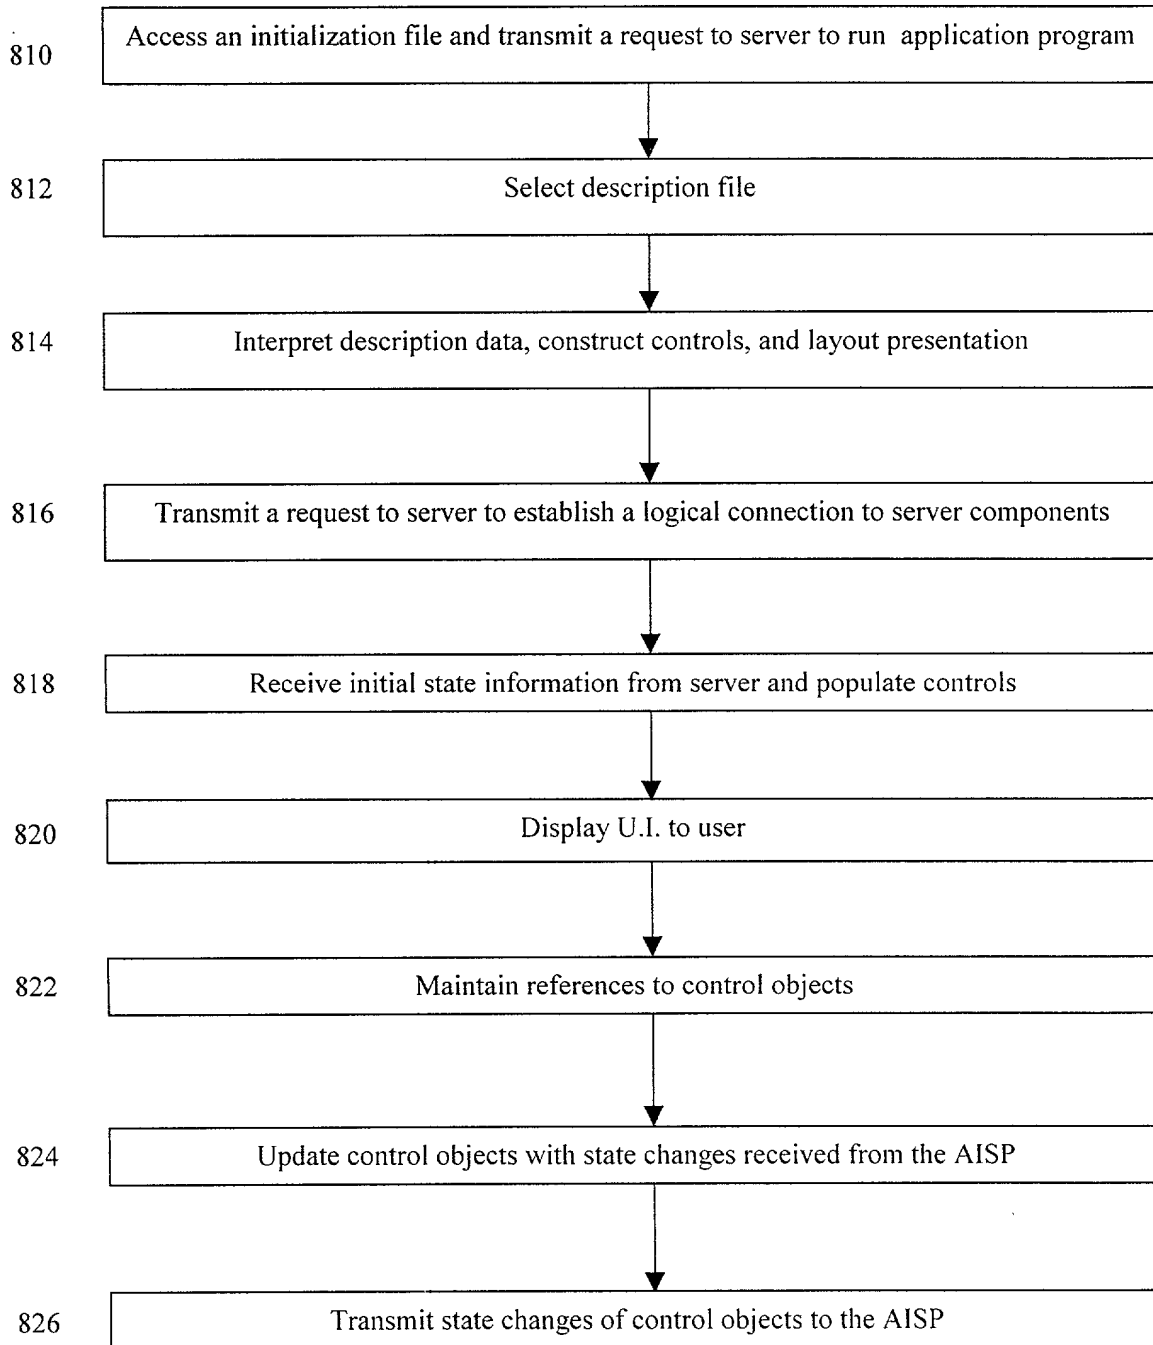 810 Access an initialization file and transmit a request to server to run application program
812 Select description file
814 Interpret description data, construct controls, and layout presentation
816 Transmit a request to server to establish a logical connection to server components
818 Receive initial state information from server and populate controls
820 Display U.I. to user
822 Maintain references to control objects
824 Update control objects with state changes received from the AISP
826 Transmit state changes of control objects to the AISP